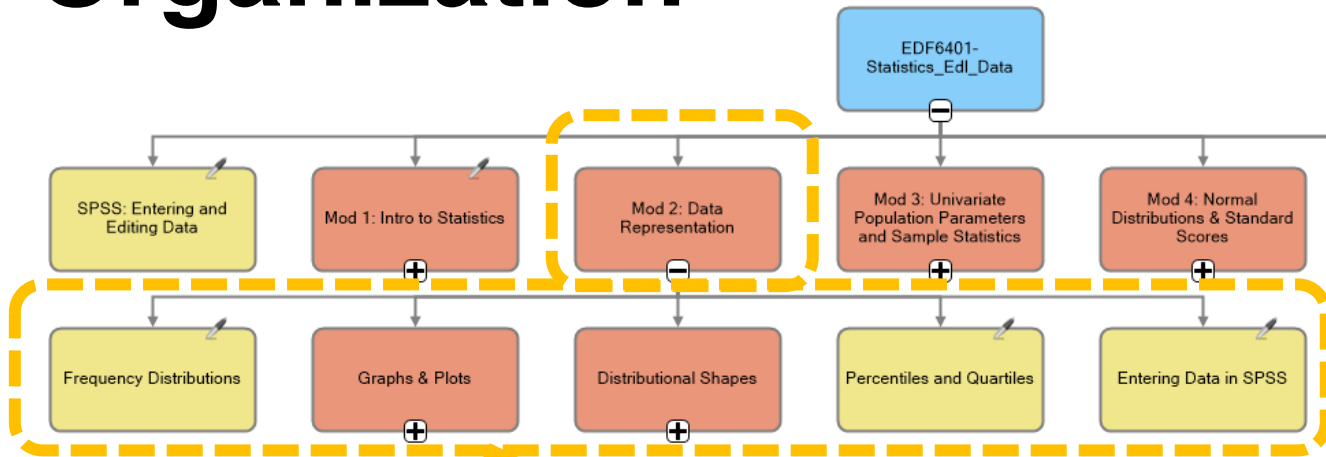 Organization
EDF6401-
Statistics_Edl_Data
SPSS: Entering and
Editing Data
Mod 1: Intro to Statistics
Mod 2: Data
Representation
Mod 3: Univariate
Population Parameters
and Sample Statistics
Mod 4: Normal
Distributions & Standard
Scores
Frequency Distributions
Graphs & Plots
Distributional Shapes
Percentiles and Quartiles
Entering Data in SPSS